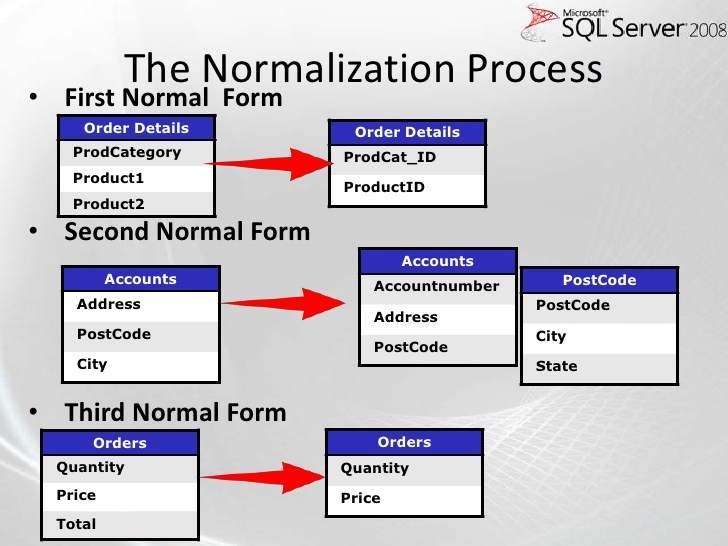 Microsoft®
SQL Server® 2008
The Normalization Process
• First Normal Form
Order Details
ProdCategory
Product1
Product2
Order Details
ProdCat_ID
ProductID
• Second Normal Form
Accounts
Address
PostCode
City
Accounts
Accountnumber
Address
PostCode
PostCode
PostCode
City
State
• Third Normal Form
Orders
Quantity
Price
Total
Orders
Quantity
Price